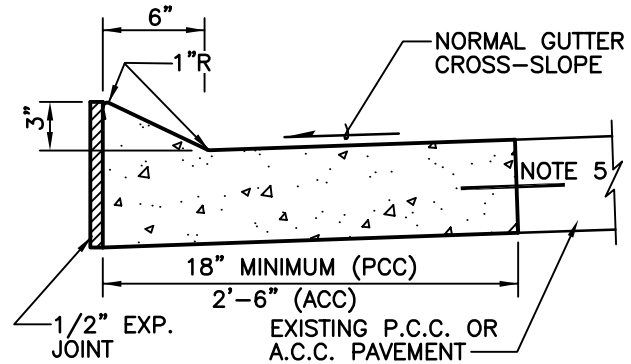 6"
1"R
NORMAL GUTTER
CROSS-SLOPE
3"
NOTE 5
18" MINIMUM (PCC)
2'-6" (ACC)
1/2" EXP.
JOINT
EXISTING P.C.C. OR
A.C.C. PAVEMENT